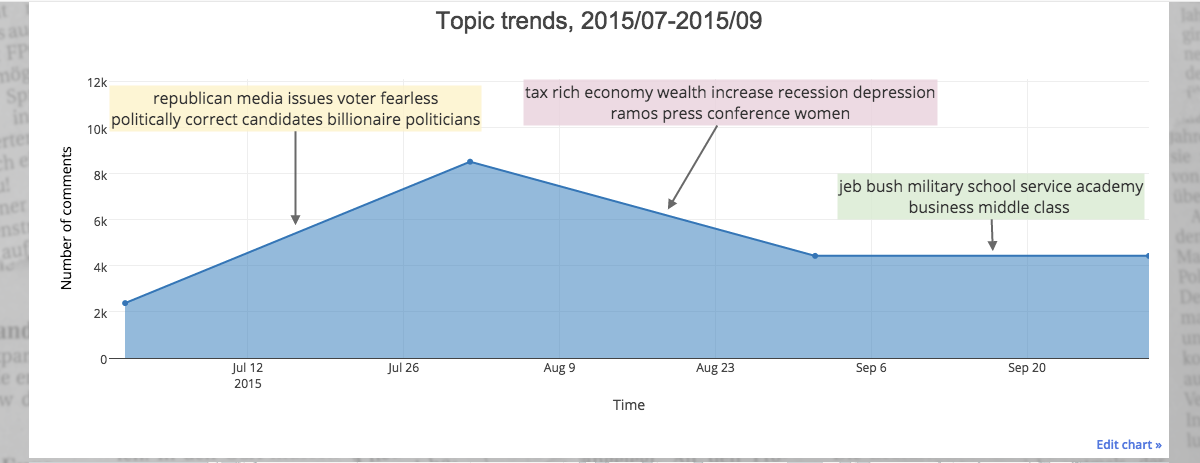 Topic trends, 2015/07-2015/09
12k
republican media issues voter fearless
politically correct candidates billionaire politicians
tax rich economy wealth increase recession depression
ramos press conference women
10k
8k
jeb bush military school service academy
business middle class
6k
4k
2k
0
Number of comments
Jul 12
2015
Jul 26
Aug 9
Aug 23
Sep 6
Sep 20
Time
Edit chart »